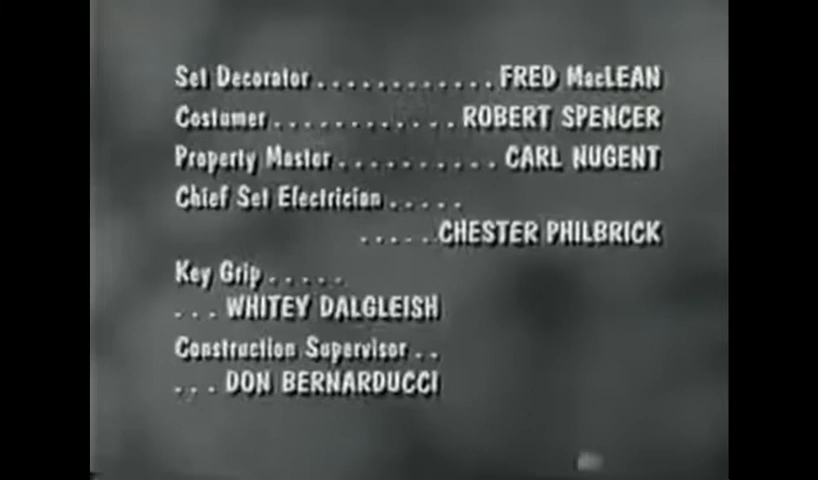 Set Decorator............FRED MacLEAN
Costumer............ROBERT SPENCER
Property Master..........CARL NUGENT
Chief Set Electrician.....
.....CHESTER PHILBRICK
Key Grip.....
...WHITEY DALGLEISH
Construction Supervisor..
...DON BERNARDUCCI